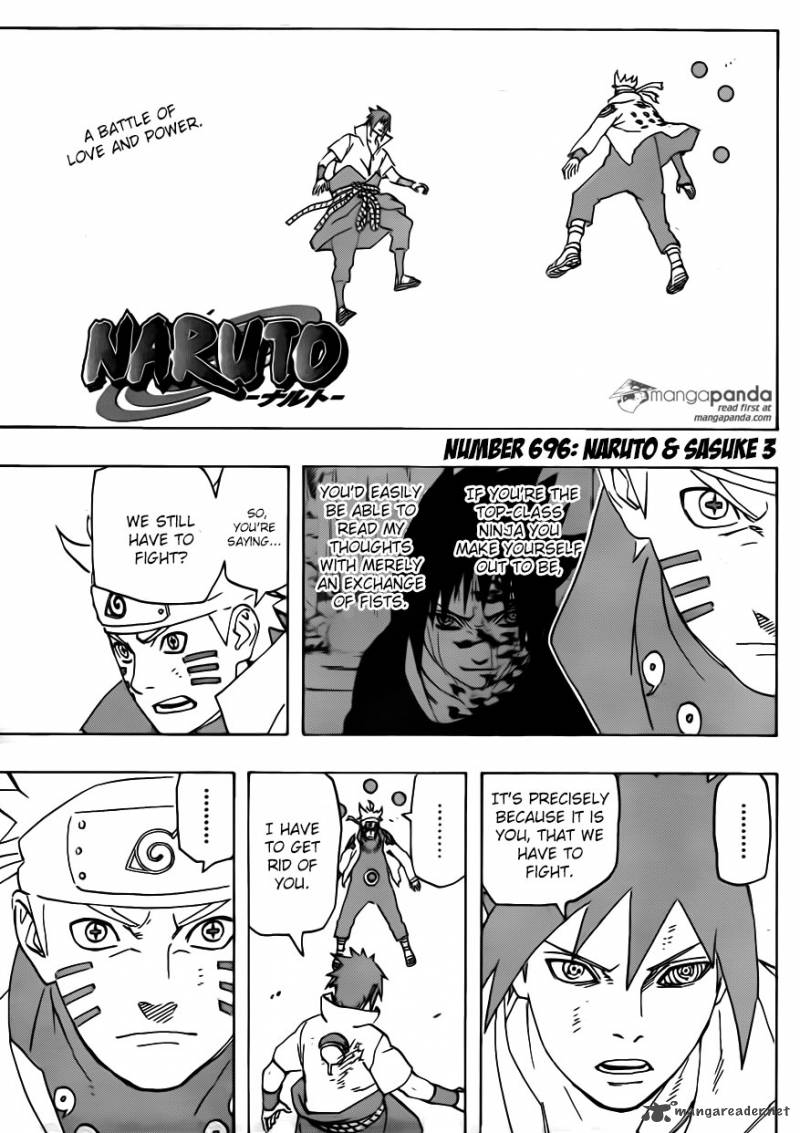 A BATTLE OF
LOVE AND POWER.
NARUTO
-ナルト-
mangapanda
read first at
mangapanda.com
NUMBER 696: NARUTO & SASUKE 3
IF YOU'RE THE
TOP-CLASS
NINJA YOU
MAKE YOURSELF
OUT TO BE,
YOU'D EASILY
BE ABLE TO
READ MY
THOUGHTS
WITH MERELY
AN EXCHANGE
OF FISTS.
SO,
YOU'RE
SAYING...
WE STILL
HAVE TO
FIGHT?
........
IT'S PRECISELY
BECAUSE IT IS
YOU, THAT WE
HAVE TO
FIGHT.
........
I HAVE
TO GET
RID OF
YOU.
........
mangareader.net